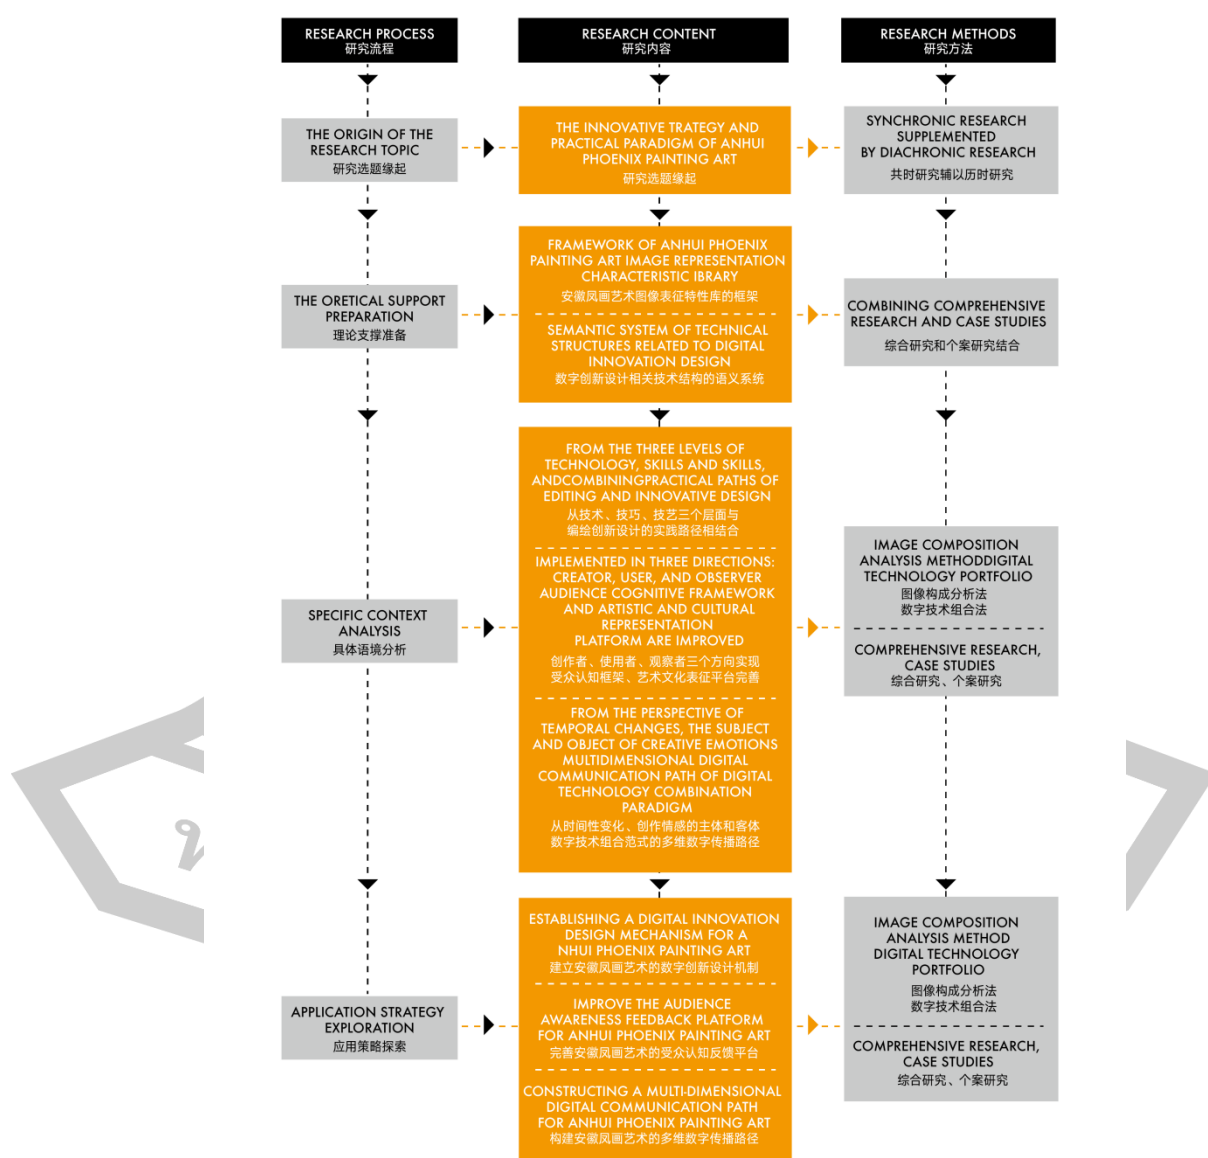 RESEARCH PROCESS
研究流程
RESEARCH CONTENT
研究内容
RESEARCH METHODS
研究方法
THE ORIGIN OF THE
RESEARCH TOPIC
研究选题缘起
THE INNOVATIVE TRATEGY AND
PRACTICAL PARADIGM OF ANHUI
PHOENIX PAINTING ART
研究选题缘起
SYNCHRONIC RESEARCH
SUPPLEMENTED
BY DIACHRONIC RESEARCH
共时研究辅以历时研究
THE ORETICAL SUPPORT
PREPARATION
理论支撑准备
FRAMEWORK OF ANHUI PHOENIX
PAINTING ART IMAGE REPRESENTATION
CHARACTERISTIC IBRARY
安徽凤画艺术图像表征特性库的框架
SEMANTIC SYSTEM OF TECHNICAL
STRUCTURES RELATED TO DIGITAL
INNOVATION DESIGN
数字创新设计相关技术结构的语义系统
COMBINING COMPREHENSIVE
RESEARCH AND CASE STUDIES
综合研究和个案研究结合
SPECIFIC CONTEXT
ANALYSIS
具体语境分析
FROM THE THREE LEVELS OF
TECHNOLOGY, SKILLS AND SKILLS,
ANDCOMBININGPRACTICAL PATHS OF
EDITING AND INNOVATIVE DESIGN
从技术、技巧、技艺三个层面与
编绘创新设计的实践路径相结合
IMPLEMENTED IN THREE DIRECTIONS:
CREATOR, USER, AND OBSERVER
AUDIENCE COGNITIVE FRAMEWORK
AND ARTISTIC AND CULTURAL
REPRESENTATION
PLATFORM ARE IMPROVED
创作者、使用者、观察者三个方向实现
受众认知框架、艺术文化表征平台完善
FROM THE PERSPECTIVE OF
TEMPORAL CHANGES, THE SUBJECT
AND OBJECT OF CREATIVE EMOTIONS
MULTIDIMENSIONAL DIGITAL
COMMUNICATION PATH OF DIGITAL
TECHNOLOGY COMBINATION
PARADIGM
从时间性变化、创作情感的主体和客体
数字技术组合范式的多维数字传播路径
IMAGE COMPOSITION
ANALYSIS METHODDIGITAL
TECHNOLOGY PORTFOLIO
图像构成分析法
数字技术组合法
COMPREHENSIVE RESEARCH,
CASE STUDIES
综合研究、个案研究
APPLICATION STRATEGY
EXPLORATION
应用策略探索
ESTABLISHING A DIGITAL INNOVATION
DESIGN MECHANISM FOR A
NHUI PHOENIX PAINTING ART
建立安徽凤画艺术的数字创新设计机制
IMPROVE THE AUDIENCE
AWARENESS FEEDBACK PLATFORM
FOR ANHUI PHOENIX PAINTING ART
完善安徽凤画艺术的受众认知反馈平台
CONSTRUCTING A MULTI-DIMENSIONAL
DIGITAL COMMUNICATION PATH
FOR ANHUI PHOENIX PAINTING ART
构建安徽凤画艺术的多维数字传播路径
IMAGE COMPOSITION
ANALYSIS METHOD
DIGITAL TECHNOLOGY
PORTFOLIO
图像构成分析法
数字技术组合法
COMPREHENSIVE RESEARCH,
CASE STUDIES
综合研究、个案研究